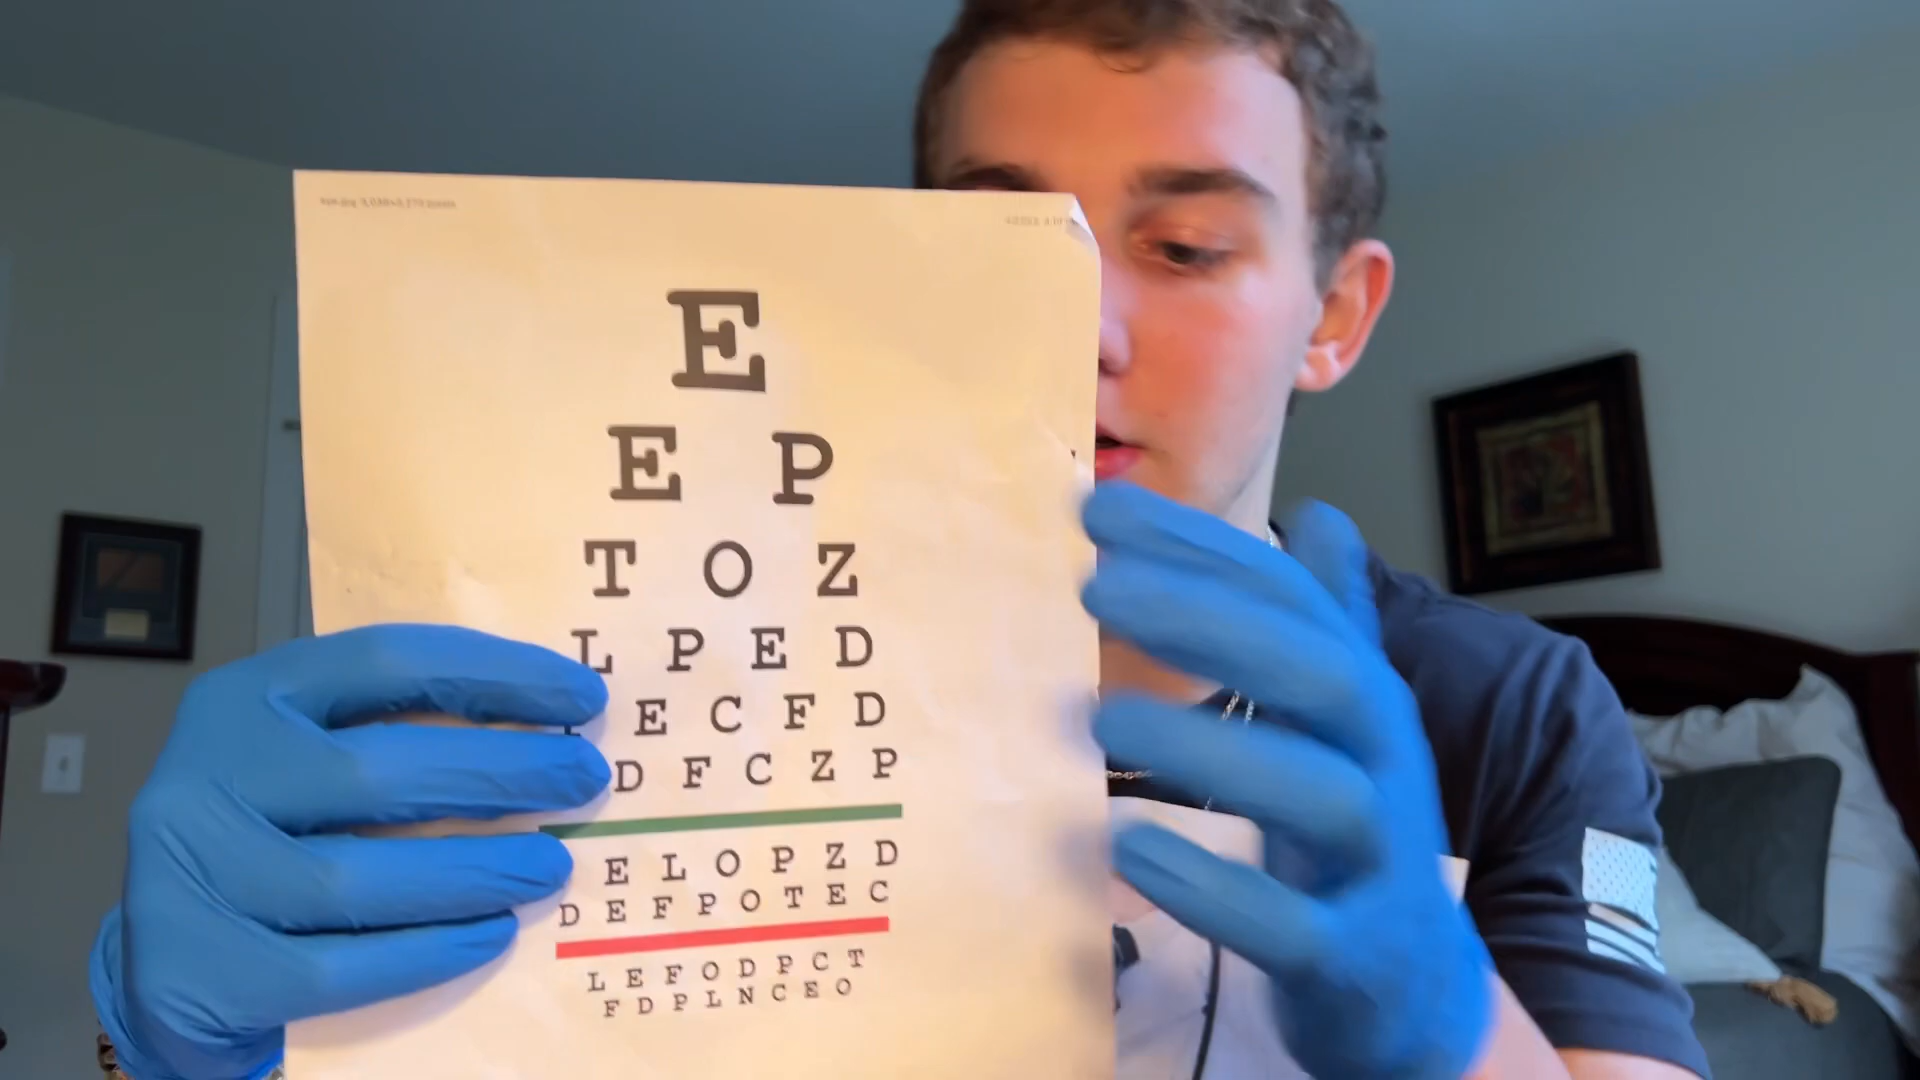 E
E P
T O Z
L P E D
E C F D
D F C Z P
E L O P Z D
D E F P O T E C
L E F O D P C T
F D P L N C E O